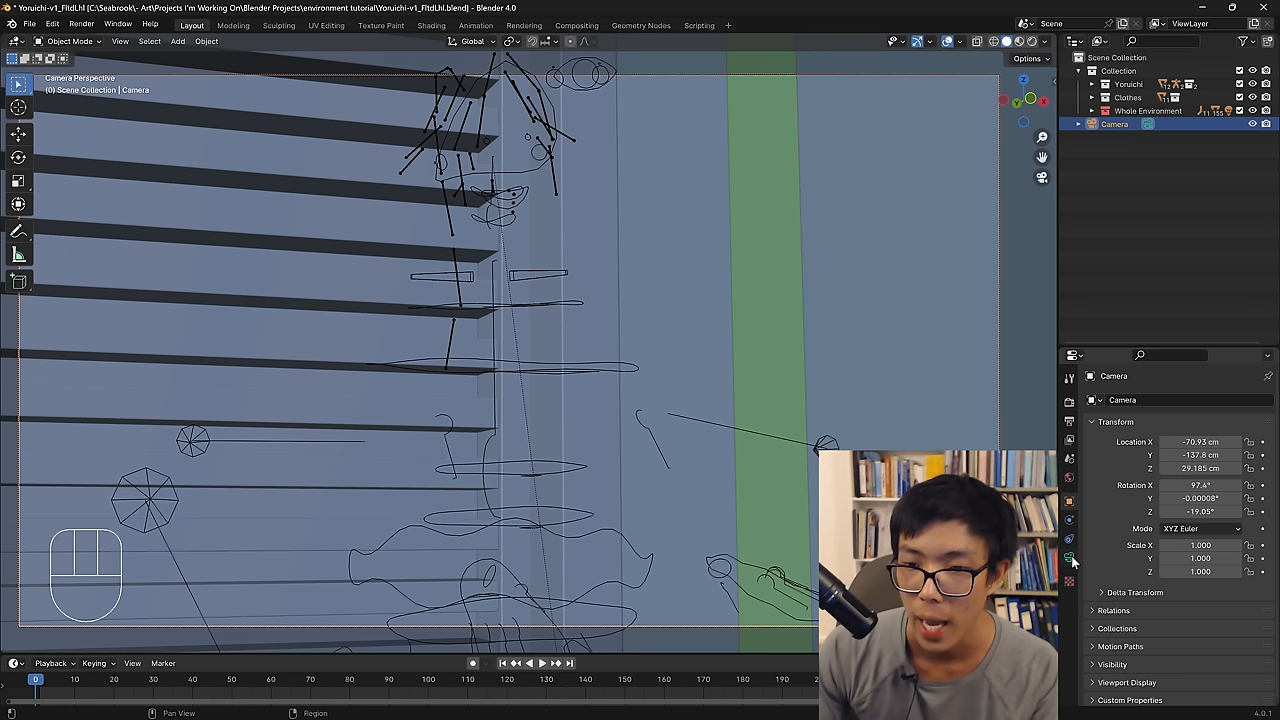 * Yoruichi-v1_FltdLhl [C:\Seabrook\- Art\Projects I'm Working On\Blender Projects\environment tutorial\Yoruichi-v1_FltdLhl.blend] - Blender 4.0
File Edit Render Window Help Layout Modeling Sculpting UV Editing Texture Paint Shading Animation Rendering Compositing Geometry Nodes Scripting + Scene ViewLayer
Object Mode View Select Add Object Global
Options
Camera Perspective
(0) Scene Collection | Camera
Z
Y
X
Scene Collection
Collection
Yoruichi
Clothes
Whole Environment
Camera
Camera
Camera
Transform
Location X -70.93 cm
Y -137.8 cm
Z 29.185 cm
Rotation X 97.4°
Y -0.00008°
Z -19.05°
Mode XYZ Euler
Scale X 1.000
Y 1.000
Z 1.000
Delta Transform
Relations
Collections
Motion Paths
Visibility
Viewport Display
Custom Properties
Playback Keying View Marker
0 10 20 30 40 50 60 70 80 90 100 110 120 130 140 150 160 170 180 190
Pan View Region 4.0.1